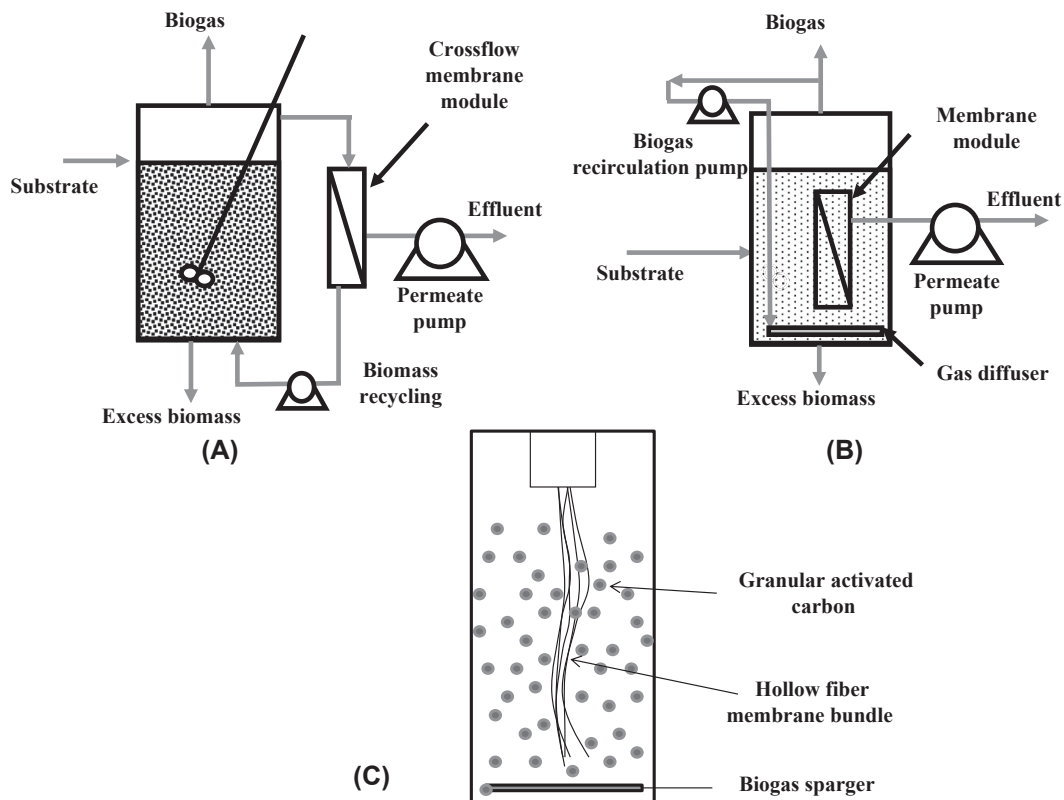 Biogas
Crossflow
membrane
module
Substrate
Effluent
Permeate
pump
Biomass
recycling
Excess biomass
(A)
Biogas
Biogas
recirculation pump
Membrane
module
Effluent
Substrate
Permeate
pump
Gas diffuser
Excess biomass
(B)
Granular activated
carbon
Hollow fiber
membrane bundle
Biogas sparger
(C)